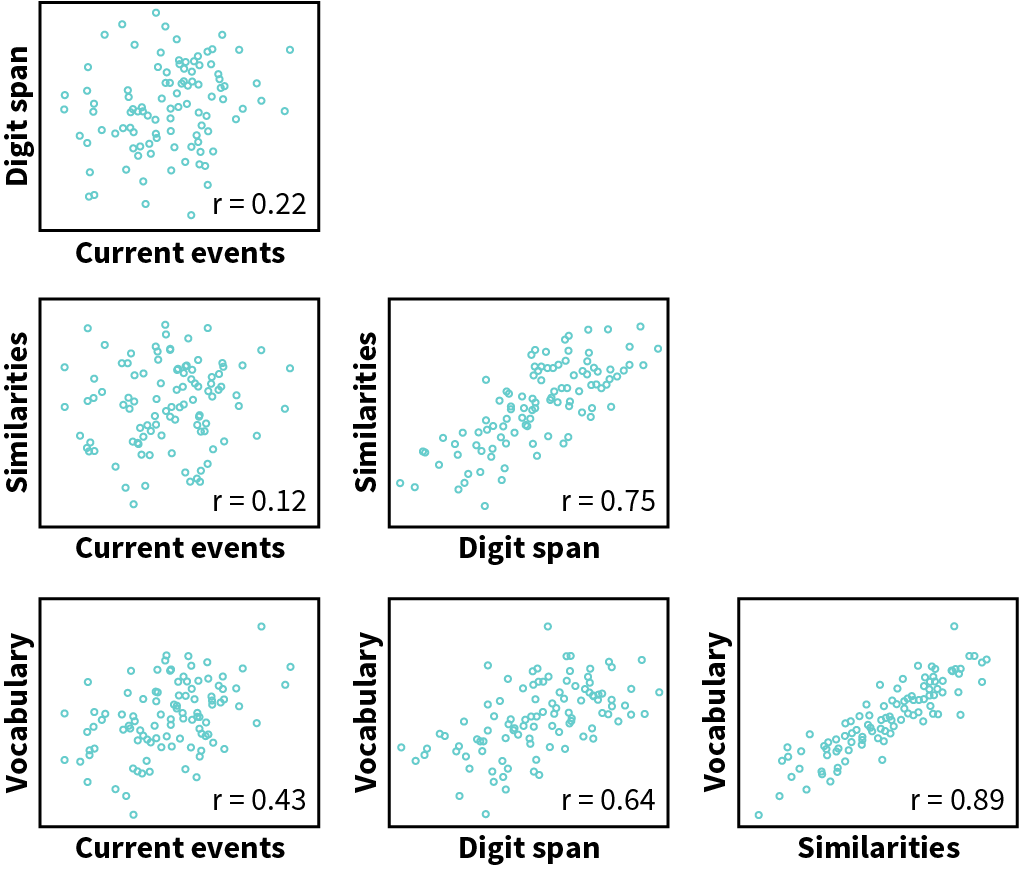 Digit span
r = 0.22
Current events
Similarities
r = 0.12
Current events
Similarities
r = 0.75
Digit span
Vocabulary
r = 0.43
Current events
Vocabulary
r = 0.64
Digit span
Vocabulary
r = 0.89
Similarities